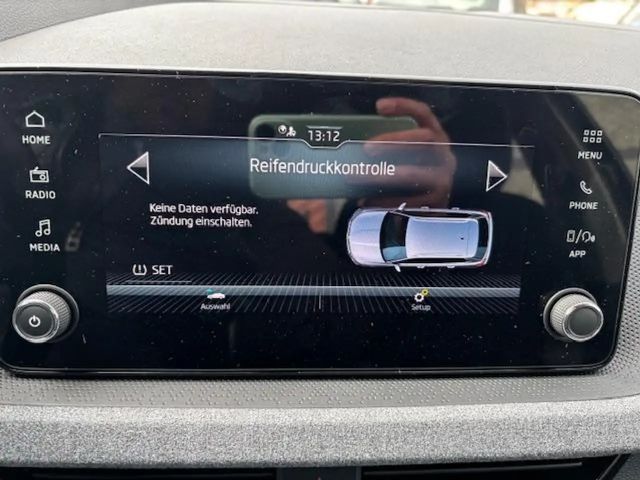 13:12
HOME
RADIO
MEDIA
Reifendruckkontrolle
Keine Daten verfügbar.
Zündung einschalten.
SET
Auswahl
Setup
MENU
PHONE
APP